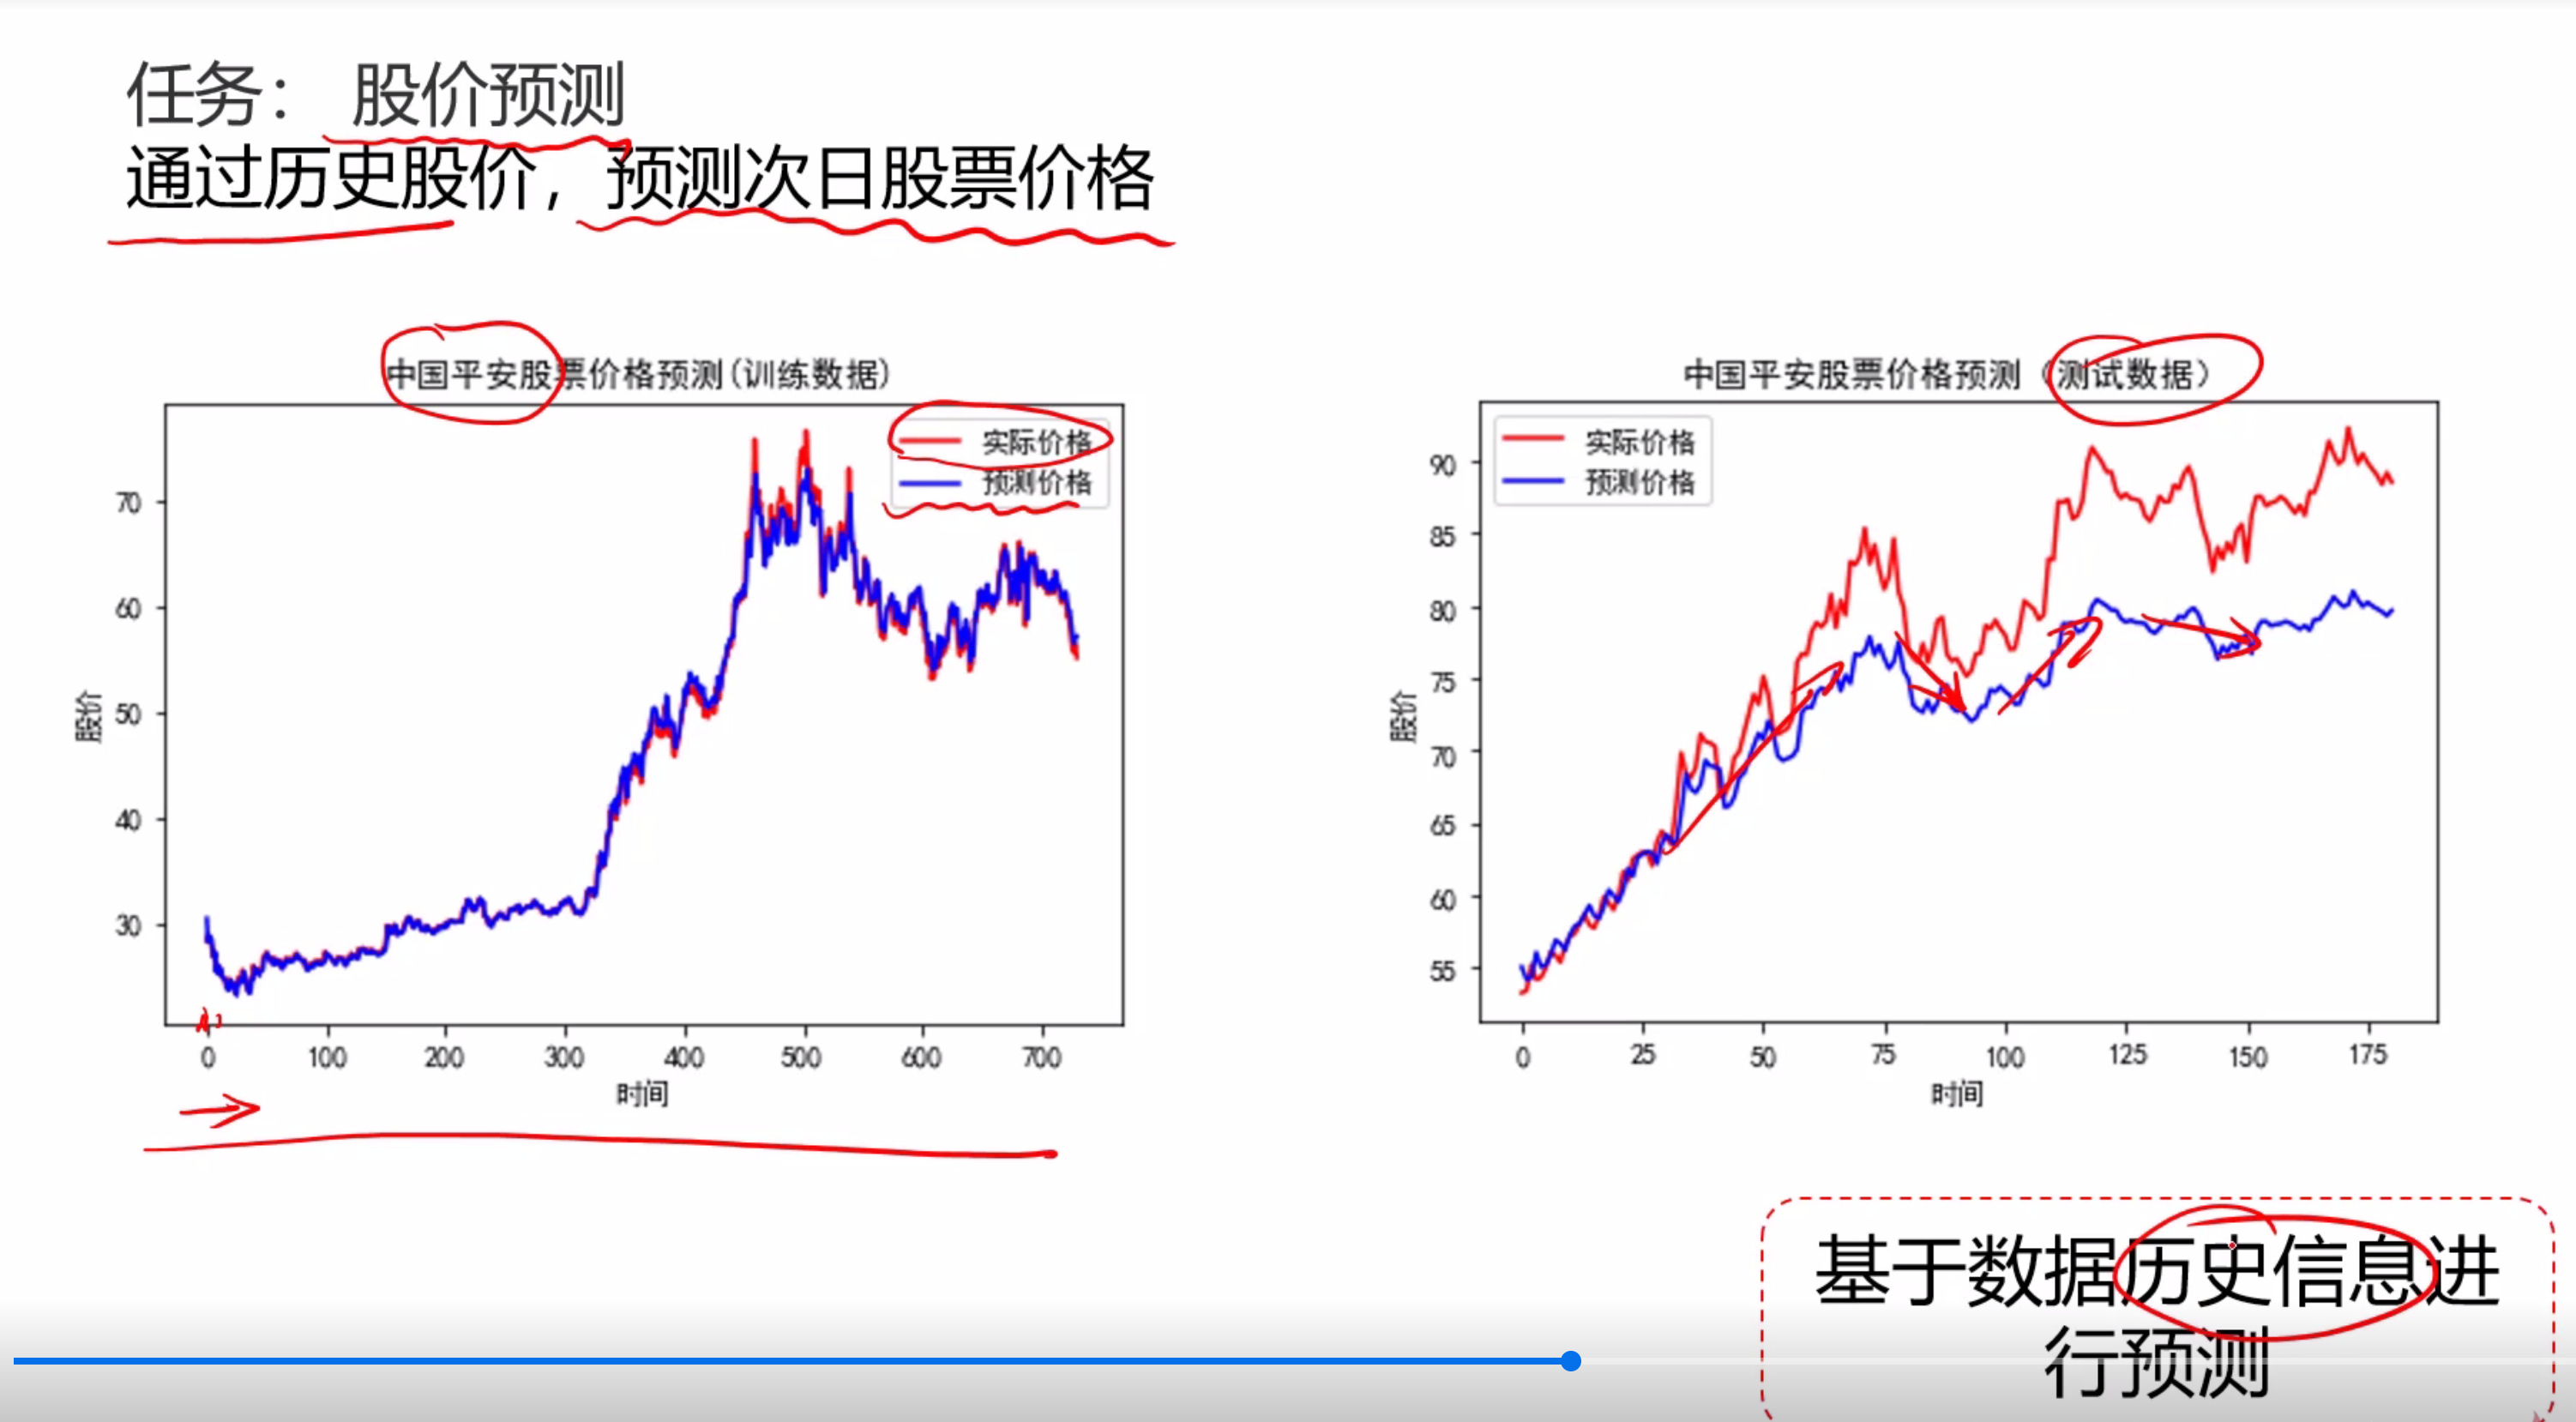 任务： 股价预测
通过历史股价，预测次日股票价格
中国平安股票价格预测(训练数据)
实际价格
预测价格
70
60
50
40
30
股价
0 100 200 300 400 500 600 700
时间
中国平安股票价格预测（测试数据）
实际价格
预测价格
90
85
80
75
70
65
60
55
股价
0 25 50 75 100 125 150 175
时间
基于数据历史信息进
行预测